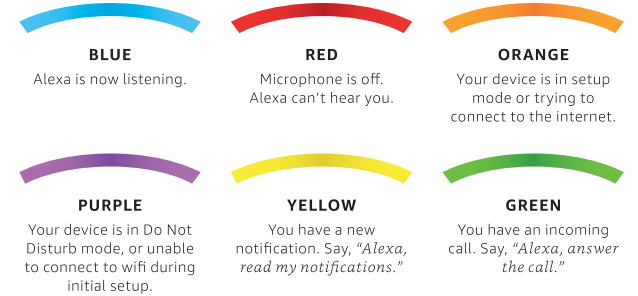 BLUE
Alexa is now listening.
RED
Microphone is off.
Alexa can’t hear you.
ORANGE
Your device is in setup
mode or trying to
connect to the internet.
PURPLE
Your device is in Do Not
Disturb mode, or unable
to connect to wifi during
initial setup.
YELLOW
You have a new
notification. Say, “Alexa,
read my notifications.”
GREEN
You have an incoming
call. Say, “Alexa, answer
the call.”